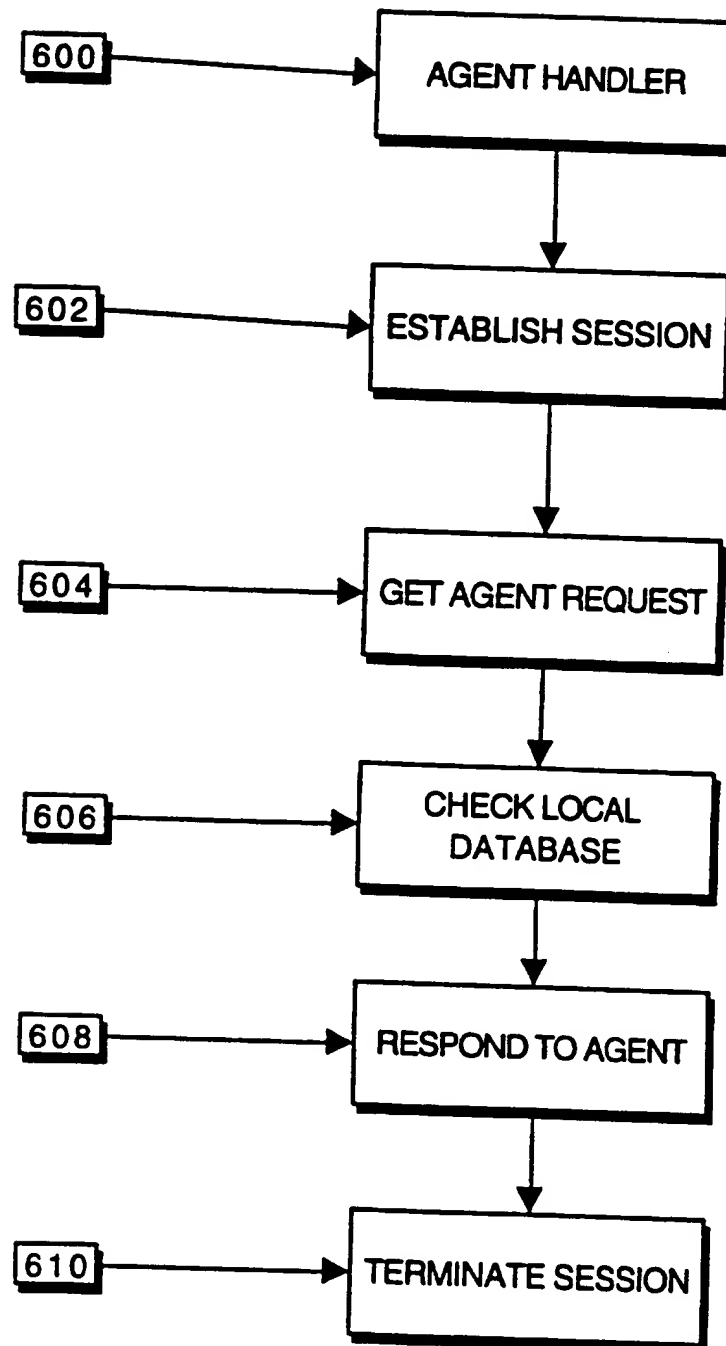 600
AGENT HANDLER
602
ESTABLISH SESSION
604
GET AGENT REQUEST
606
CHECK LOCAL
DATABASE
608
RESPOND TO AGENT
610
TERMINATE SESSION